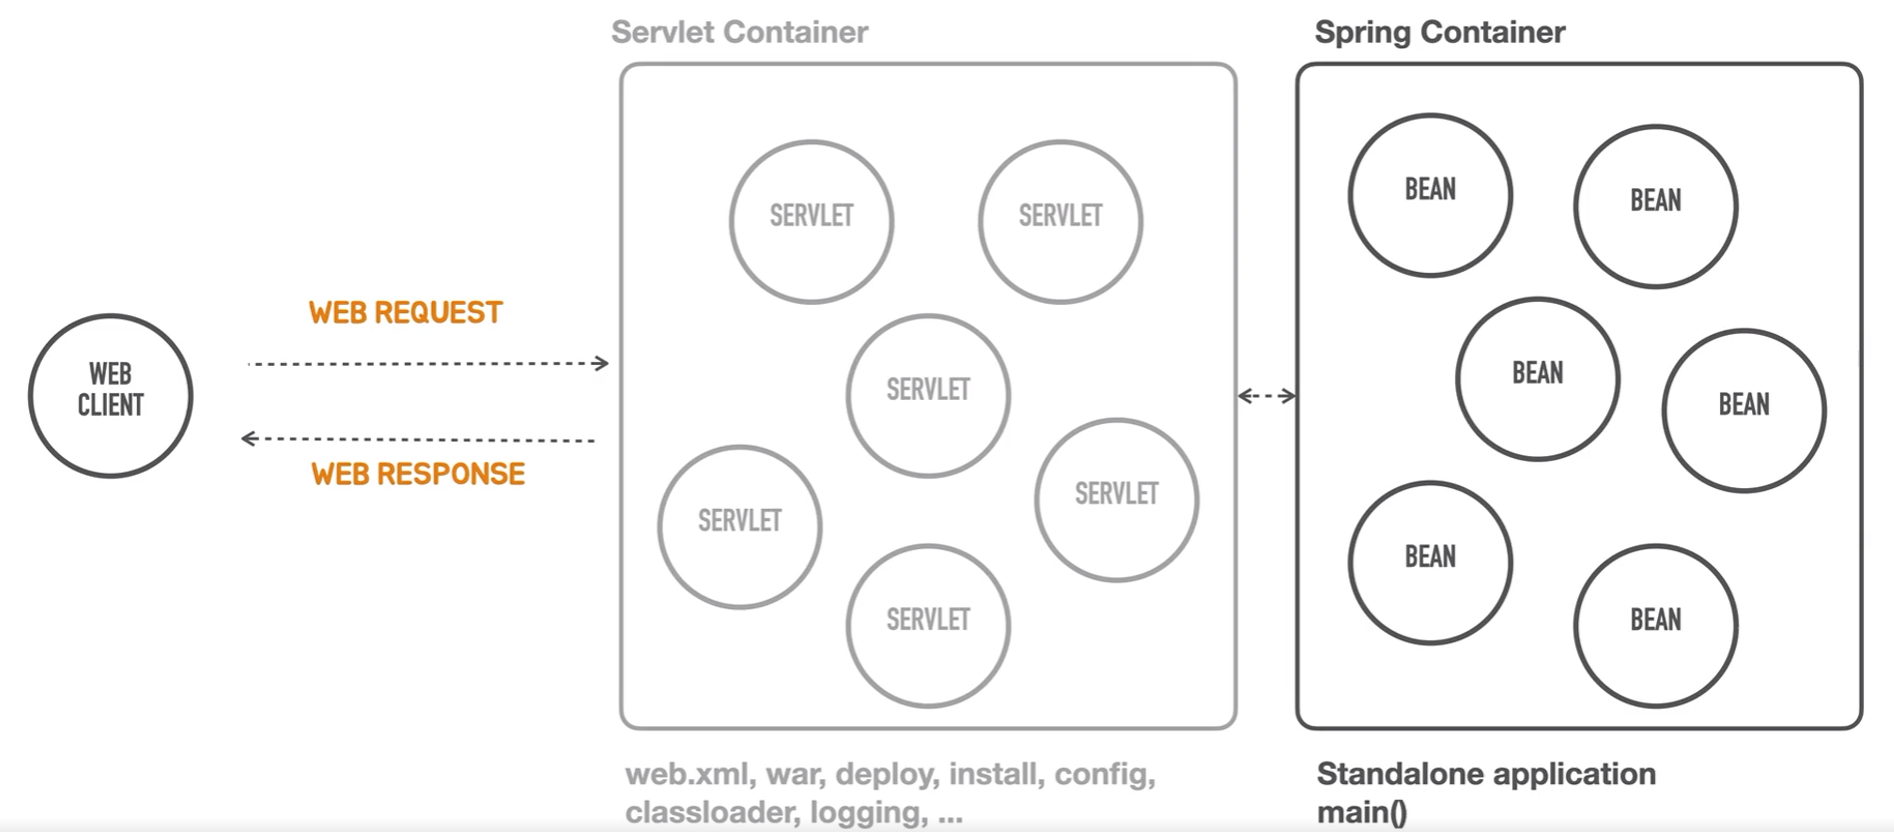 Servlet Container
Spring Container
WEB
CLIENT
WEB REQUEST
WEB RESPONSE
SERVLET
SERVLET
SERVLET
SERVLET
SERVLET
SERVLET
BEAN
BEAN
BEAN
BEAN
BEAN
BEAN
web.xml, war, deploy, install, config,
classloader, logging, ...
Standalone application
main()